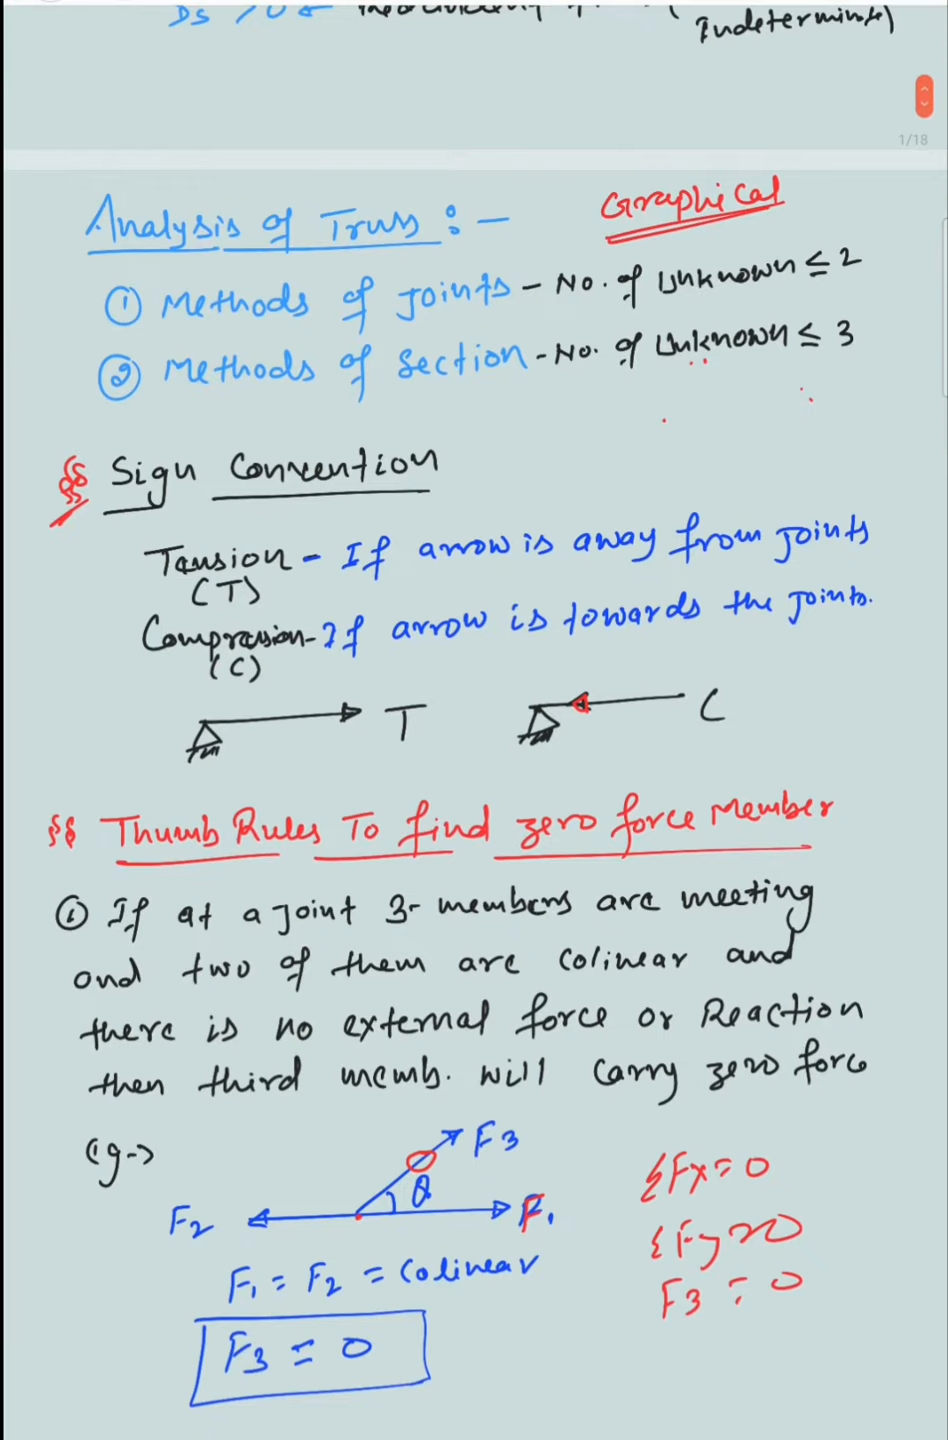 Ds
Indeterminate)
1/18
Analysis of Truss :-
Graphical
① Methods of Joints - No. of Unknown ≤ 2
② Methods of Section - No. of Unknown ≤ 3
§§ Sign Convention
Tension - If arrow is away from Joints
(T)
Compression - If arrow is towards the Joints.
(C)
T
C
§§ Thumb Rules To find zero force Member
① If at a Joint 3- members are meeting
and two of them are colinear and
there is no external force or Reaction
then third memb. will carry zero force
F3
θ
F2
F1
F1 = F2 = Colinear
F3 = 0
ΣFx = 0
ΣFy = 0
F3 = 0